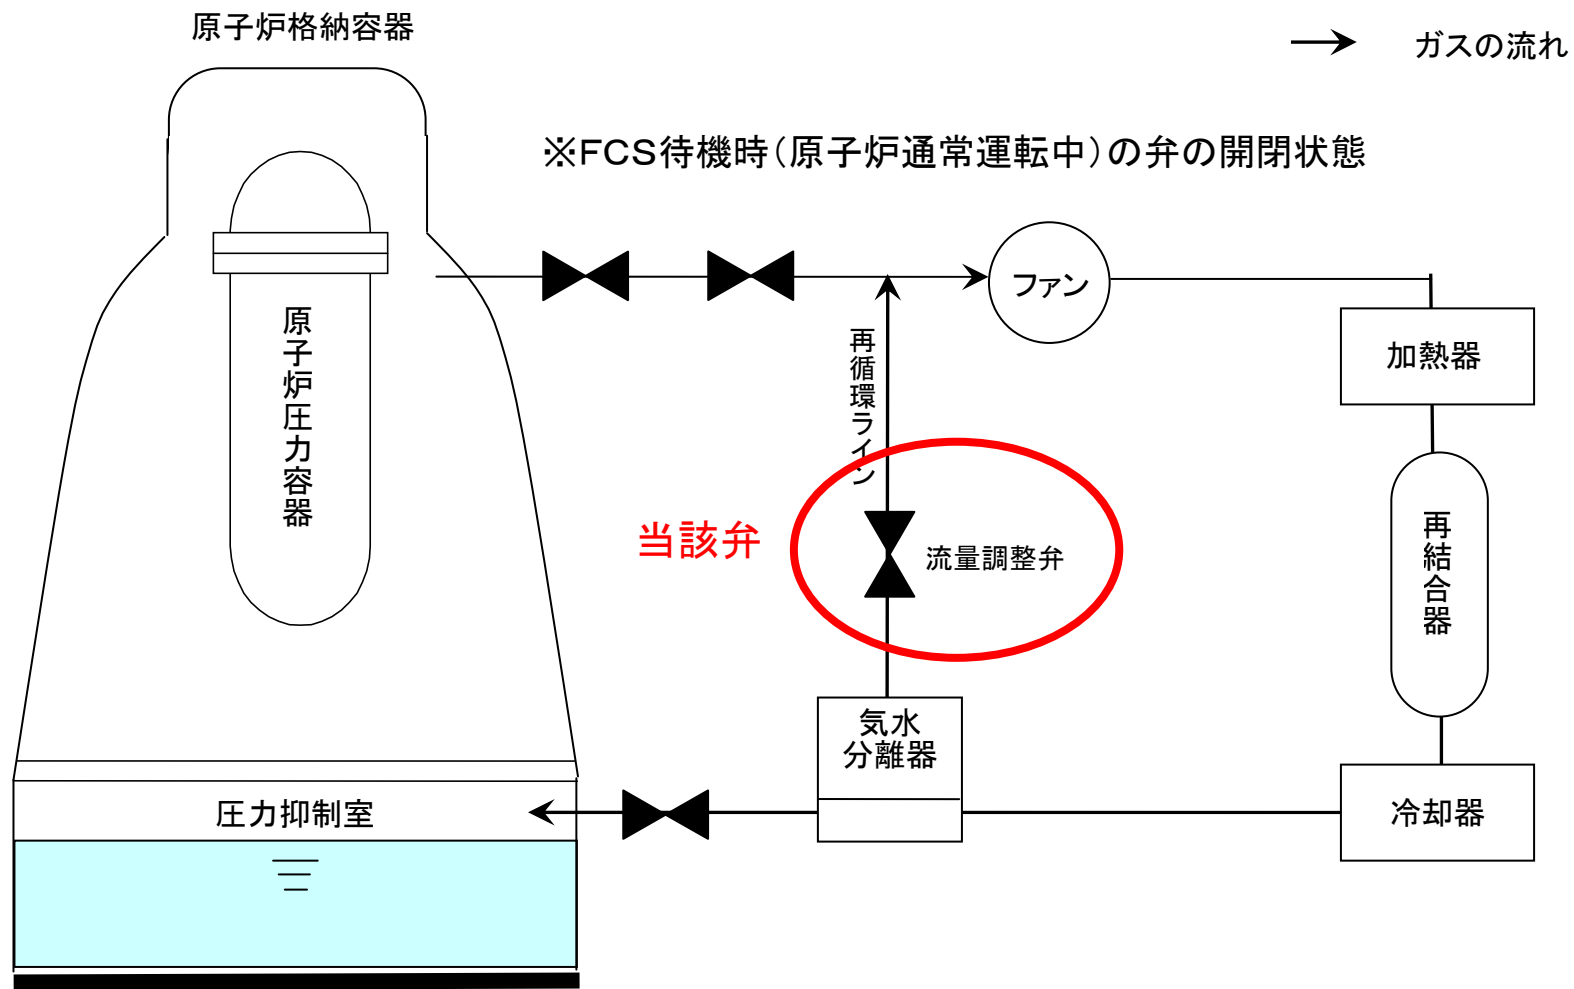 原子炉格納容器
ガスの流れ
※FCS待機時（原子炉通常運転中）の弁の開閉状態
ファン
加熱器
再循環ライン
原子炉圧力容器
当該弁
流量調整弁
再結合器
気水
分離器
圧力抑制室
冷却器